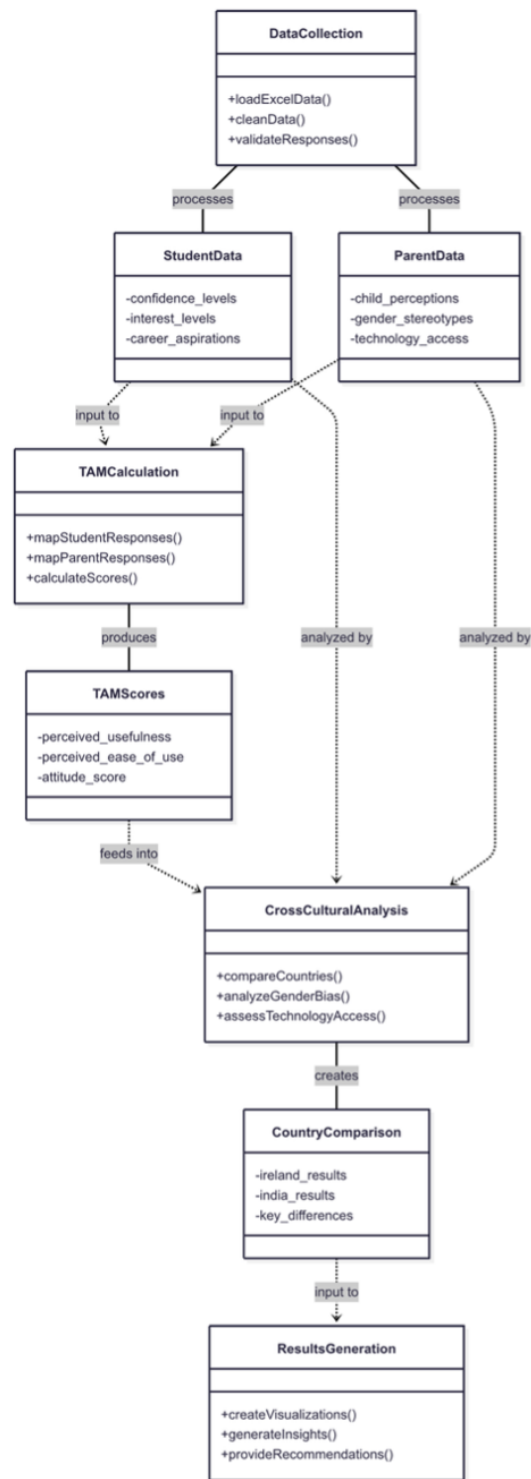 DataCollection
+loadExcelData()
+cleanData()
+validateResponses()
processes
processes
StudentData
-confidence_levels
-interest_levels
-career_aspirations
ParentData
-child_perceptions
-gender_stereotypes
-technology_access
input to
input to
TAMCalculation
+mapStudentResponses()
+mapParentResponses()
+calculateScores()
produces
analyzed by
analyzed by
TAMScores
-perceived_usefulness
-perceived_ease_of_use
-attitude_score
feeds into
CrossCulturalAnalysis
+compareCountries()
+analyzeGenderBias()
+assessTechnologyAccess()
creates
CountryComparison
-ireland_results
-india_results
-key_differences
input to
ResultsGeneration
+createVisualizations()
+generateInsights()
+provideRecommendations()